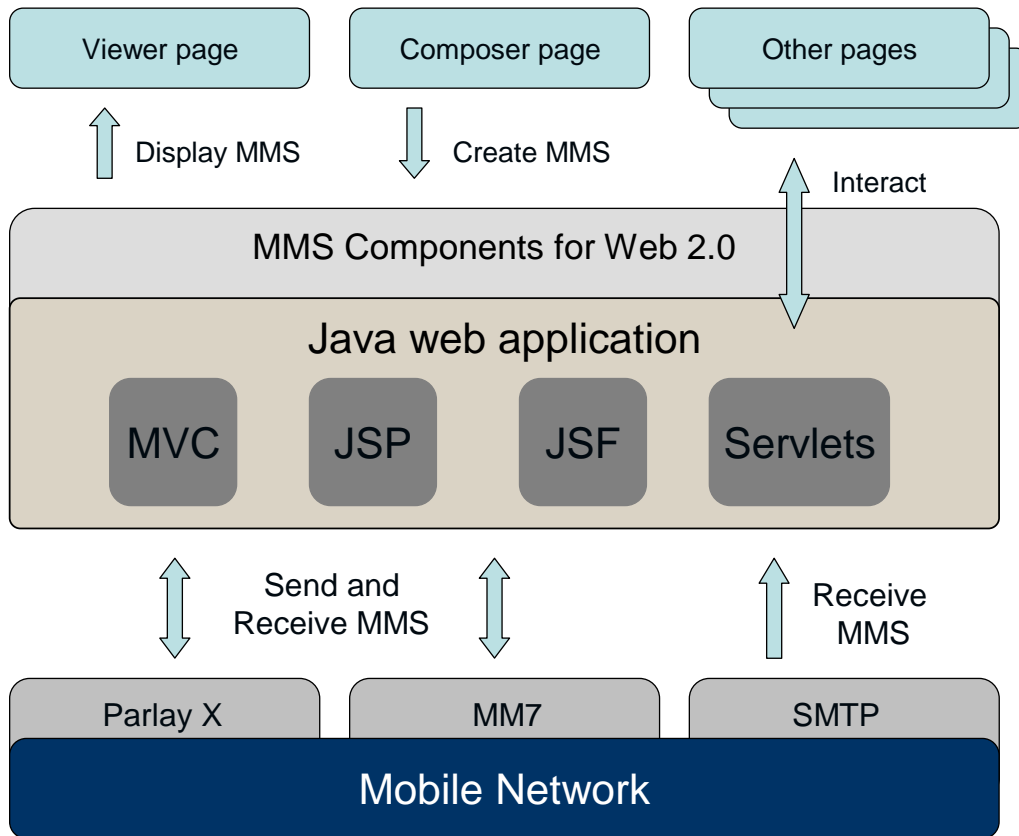 Viewer page
Composer page
Other pages
Display MMS
Create MMS
Interact
MMS Components for Web 2.0
Java web application
MVC
JSP
JSF
Servlets
Send and
Receive MMS
Receive
MMS
Parlay X
MM7
SMTP
Mobile Network